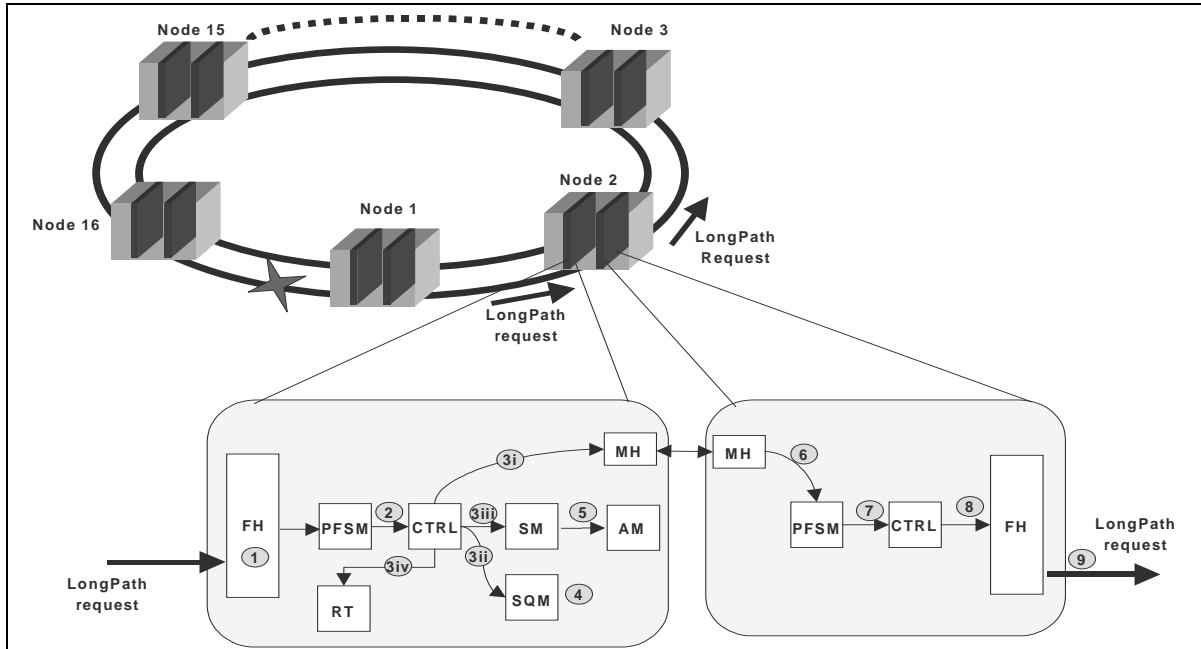 Node 15
Node 3
Node 2
Node 1
Node 16
LongPath
Request
LongPath
request
3i
MH
MH
6
FH
1
PFSM
2
CTRL
3iii
SM
5
AM
PFSM
7
CTRL
8
FH
LongPath
request
9
3ii
3iv
LongPath
request
RT
SQM
4